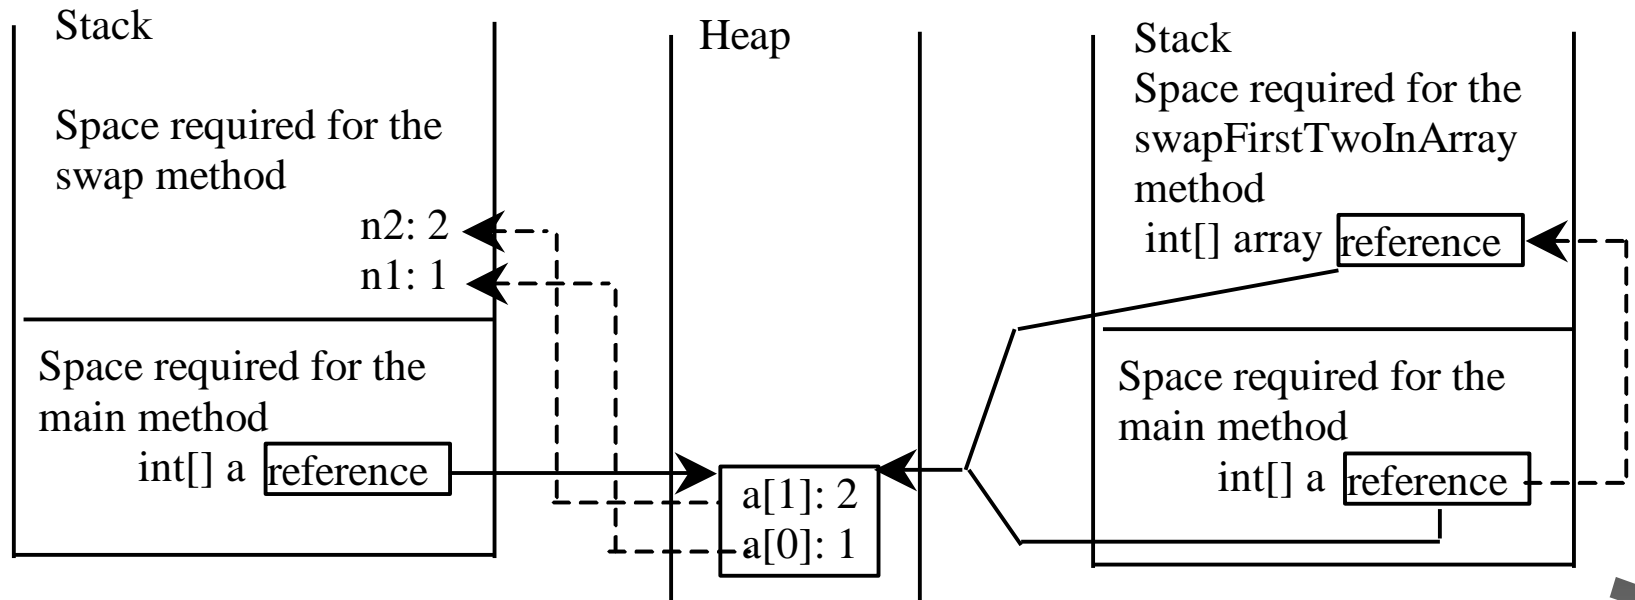 Stack
Space required for the
swap method
n2: 2
n1: 1
Space required for the
main method
int[] a reference
Heap
a[1]: 2
a[0]: 1
Stack
Space required for the
swapFirstTwoInArray
method
int[] array reference
Space required for the
main method
int[] a reference